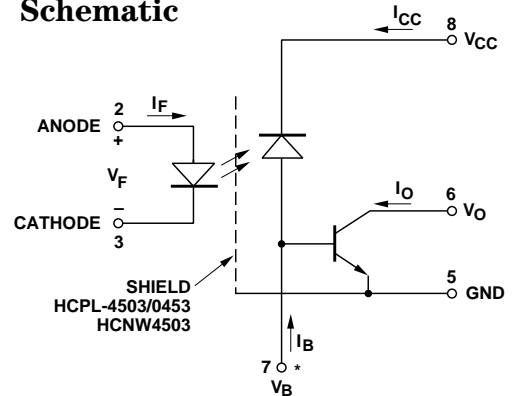 Schematic
ICC
8
VCC
2
IF
ANODE
+
VF
–
CATHODE
3
IO
6
VO
5
GND
SHIELD
HCPL-4503/0453
HCNW4503
IB
7
*
VB